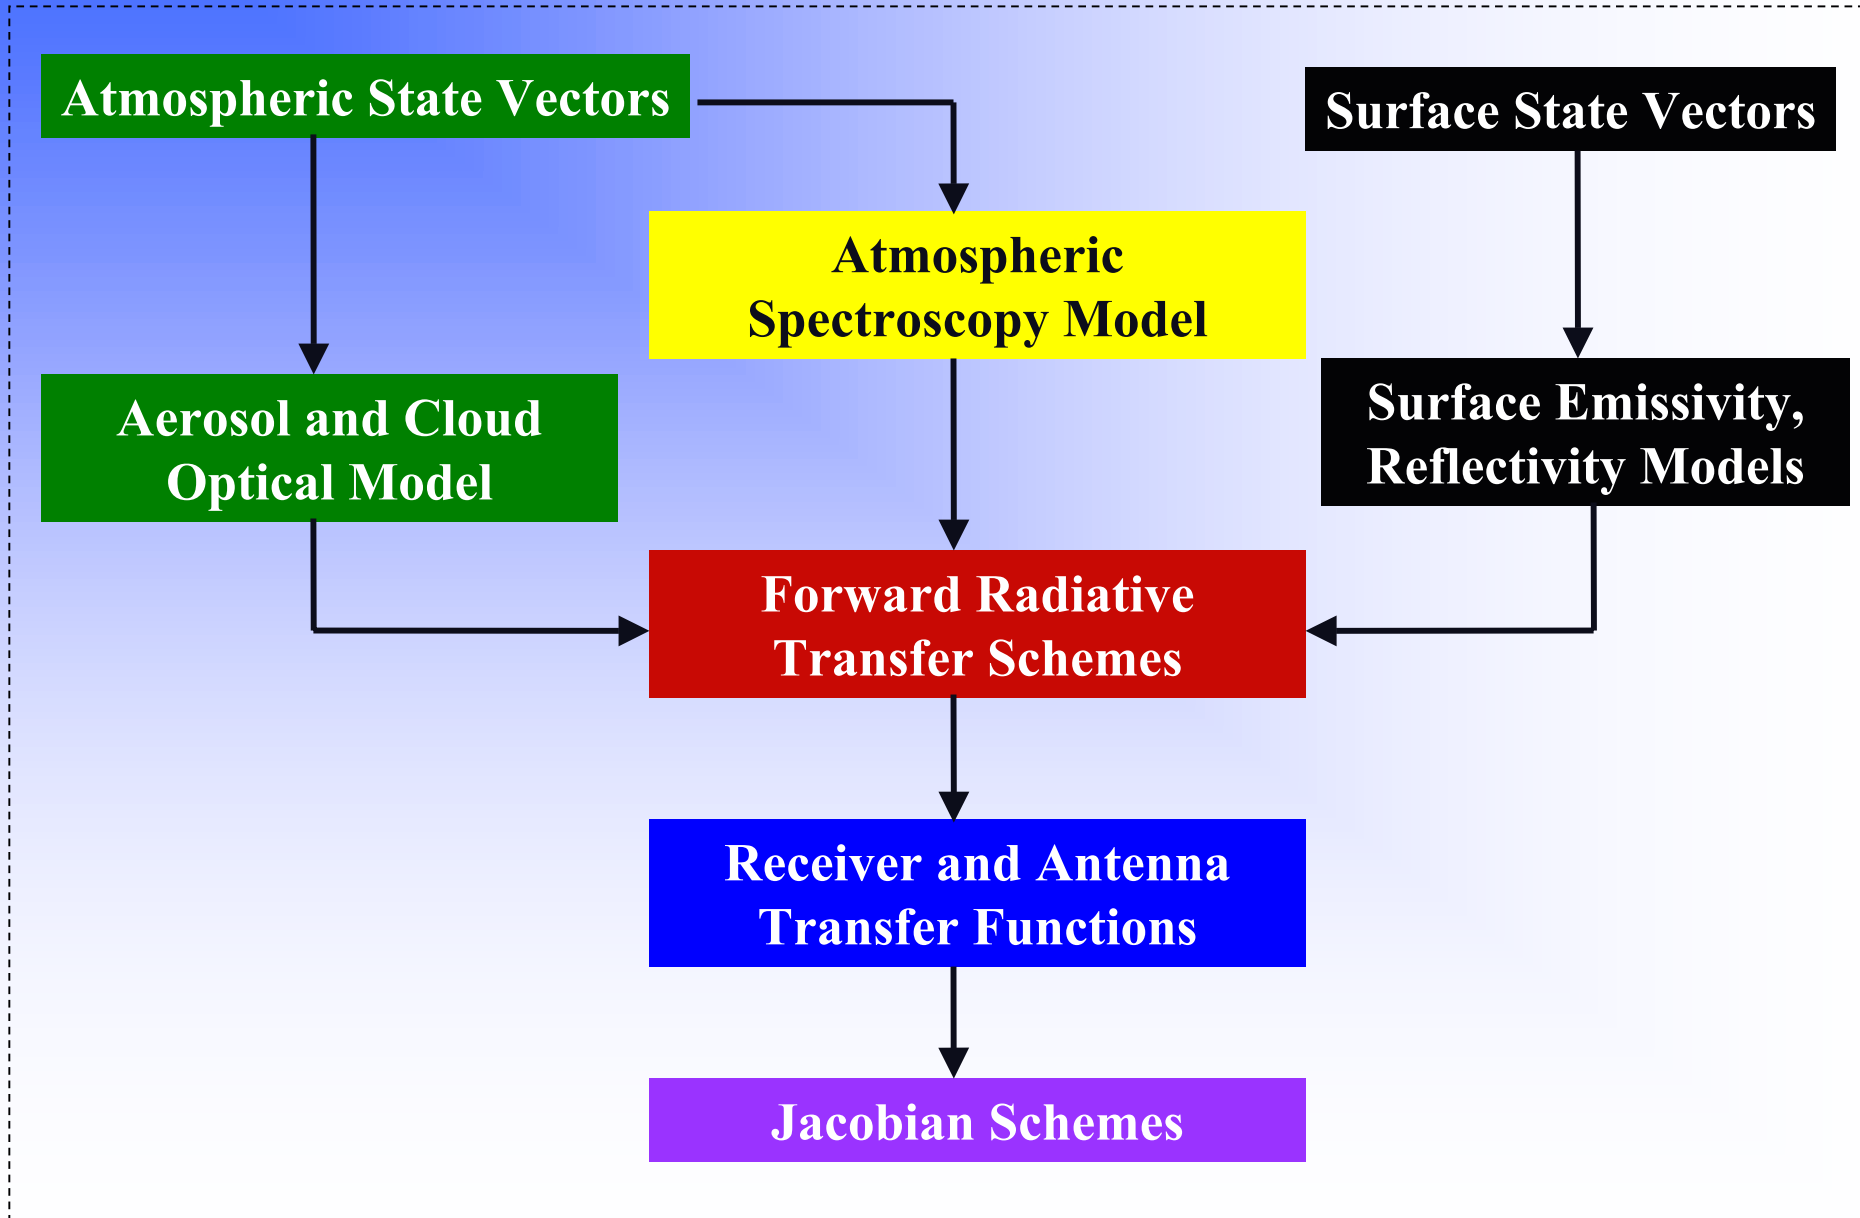 Atmospheric State Vectors
Surface State Vectors
Atmospheric
Spectroscopy Model
Aerosol and Cloud
Optical Model
Surface Emissivity,
Reflectivity Models
Forward Radiative
Transfer Schemes
Receiver and Antenna
Transfer Functions
Jacobian Schemes